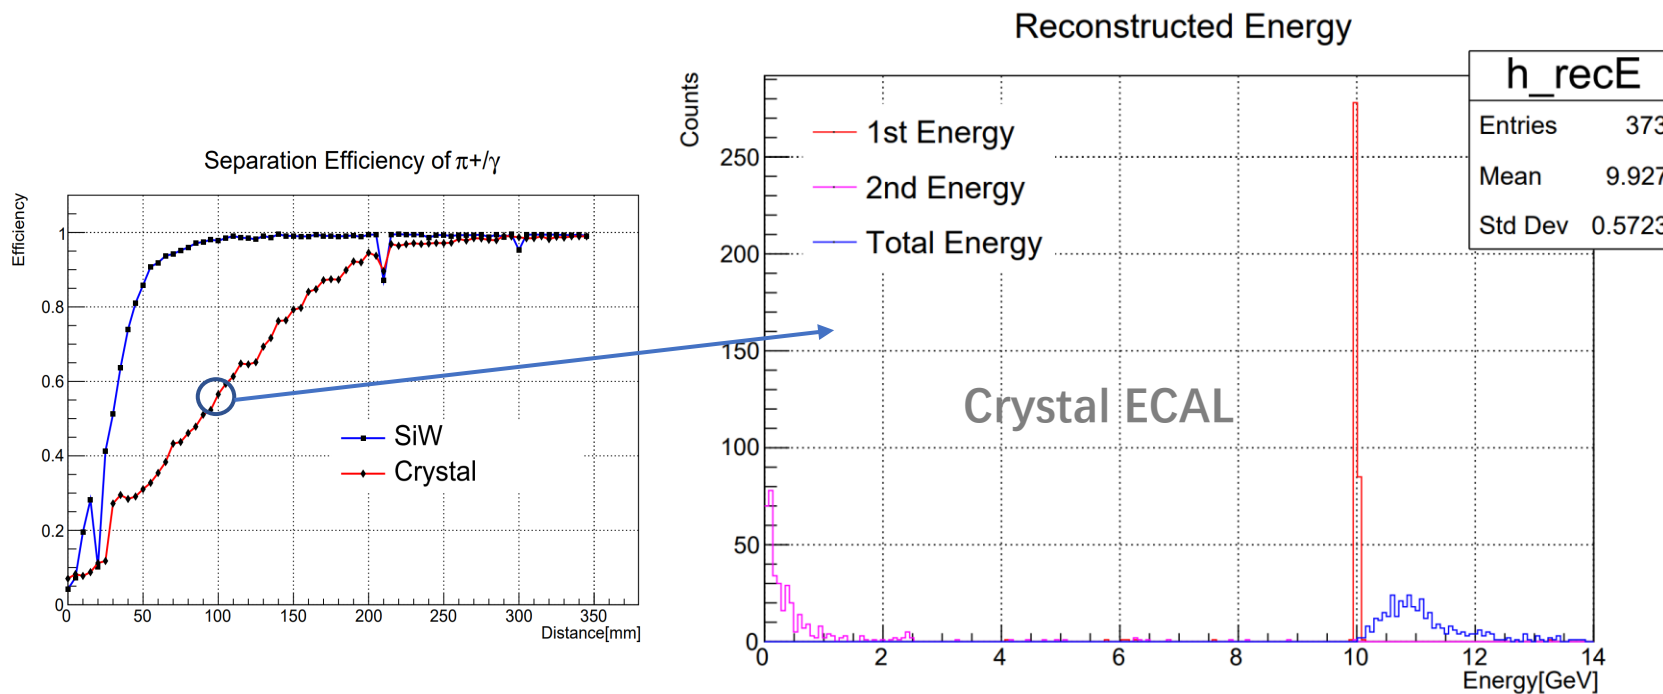 Separation Efficiency of π+/γ
Efficiency
1
0.8
0.6
0.4
0.2
0
SiW
Crystal
0 50 100 150 200 250 300 350
Distance[mm]
Reconstructed Energy
Counts
250
200
150
100
50
0
1st Energy
2nd Energy
Total Energy
h_recE
Entries 373
Mean 9.927
Std Dev 0.5723
Crystal ECAL
0 2 4 6 8 10 12 14
Energy[GeV]